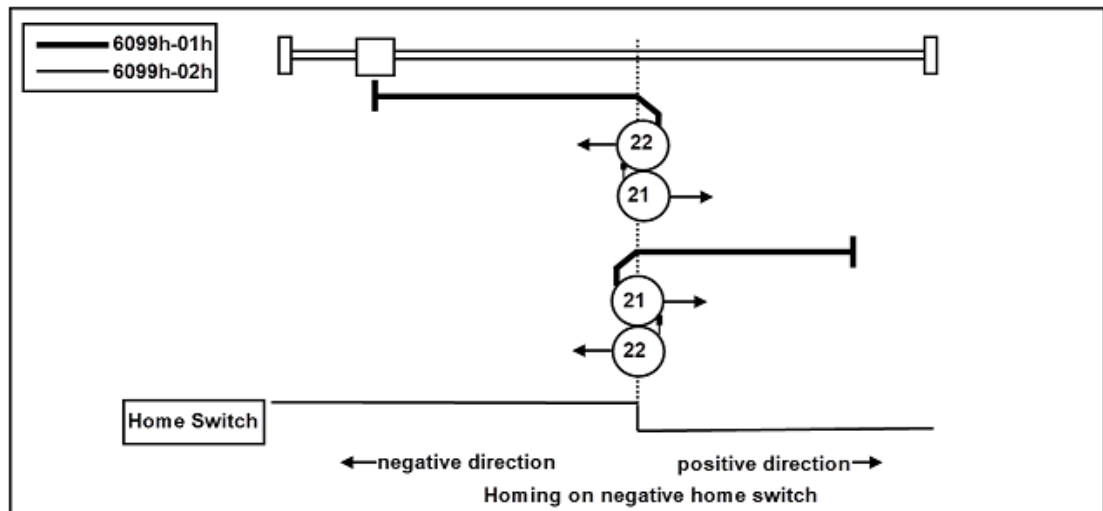 6099h-01h
6099h-02h
22
21
21
22
Home Switch
negative direction
positive direction
Homing on negative home switch